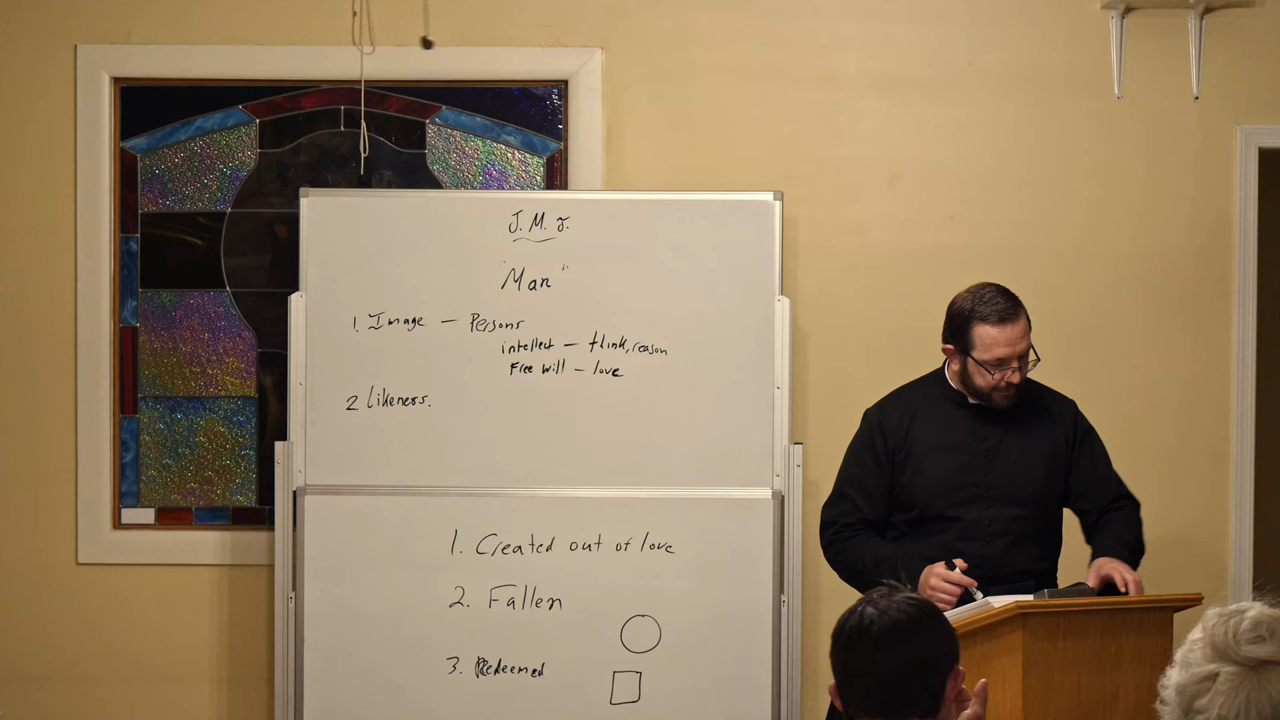 J. M. J.
"Man"
1. Image — Persons
intellect — think, reason
Free will — love
2. Likeness.
1. Created out of love
2. Fallen
3. Redeemed